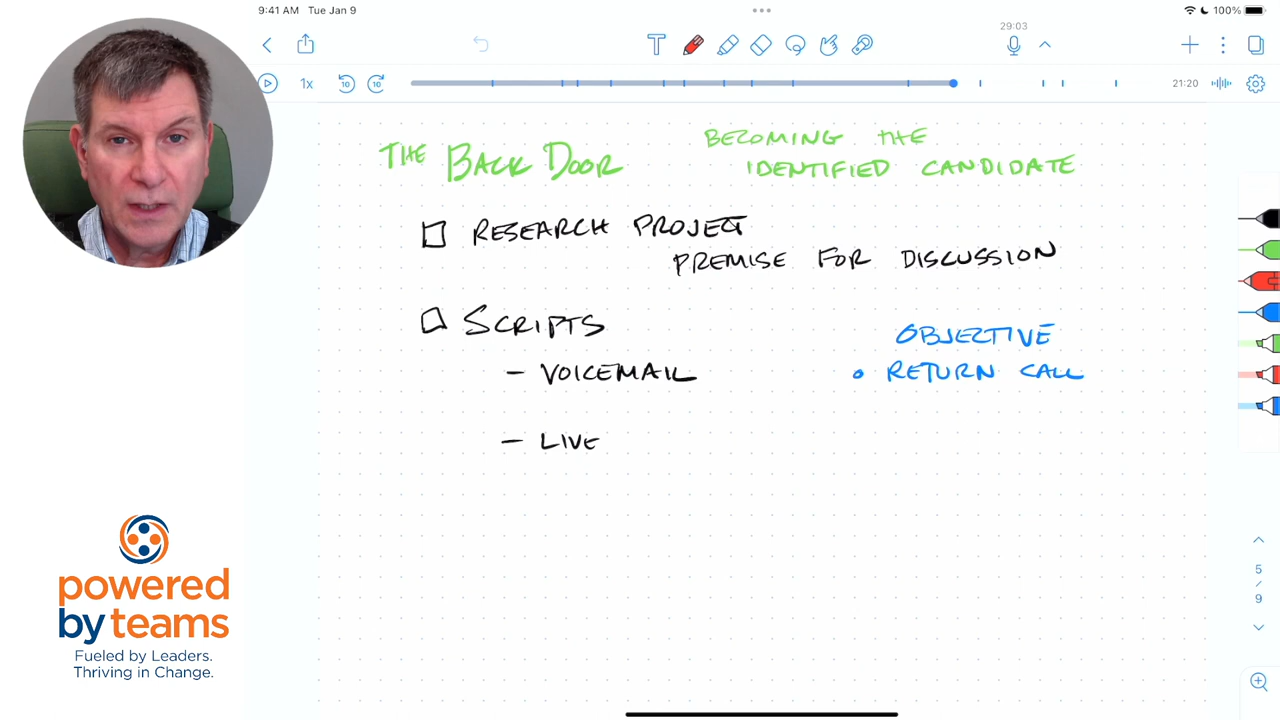 9:41 AM Tue Jan 9
100%
29:03
1x
10
10
21:20
THE BACK DOOR
BECOMING THE
IDENTIFIED CANDIDATE
RESEARCH PROJECT
PREMISE FOR DISCUSSION
SCRIPTS
OBJECTIVE
- VOICEMAIL
• RETURN CALL
- LIVE
powered
by teams
Fueled by Leaders.
Thriving in Change.
5
/
9